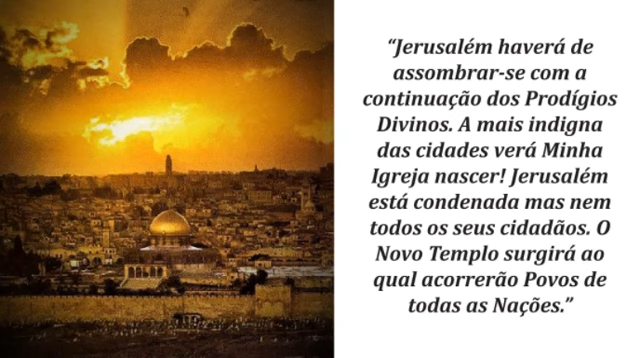 “Jerusalém haverá de
assombrar-se com a
continuação dos Prodígios
Divinos. A mais indigna
das cidades verá Minha
Igreja nascer! Jerusalém
está condenada mas nem
todos os seus cidadãos. O
Novo Templo surgirá ao
qual acorrerão Povos de
todas as Nações.”